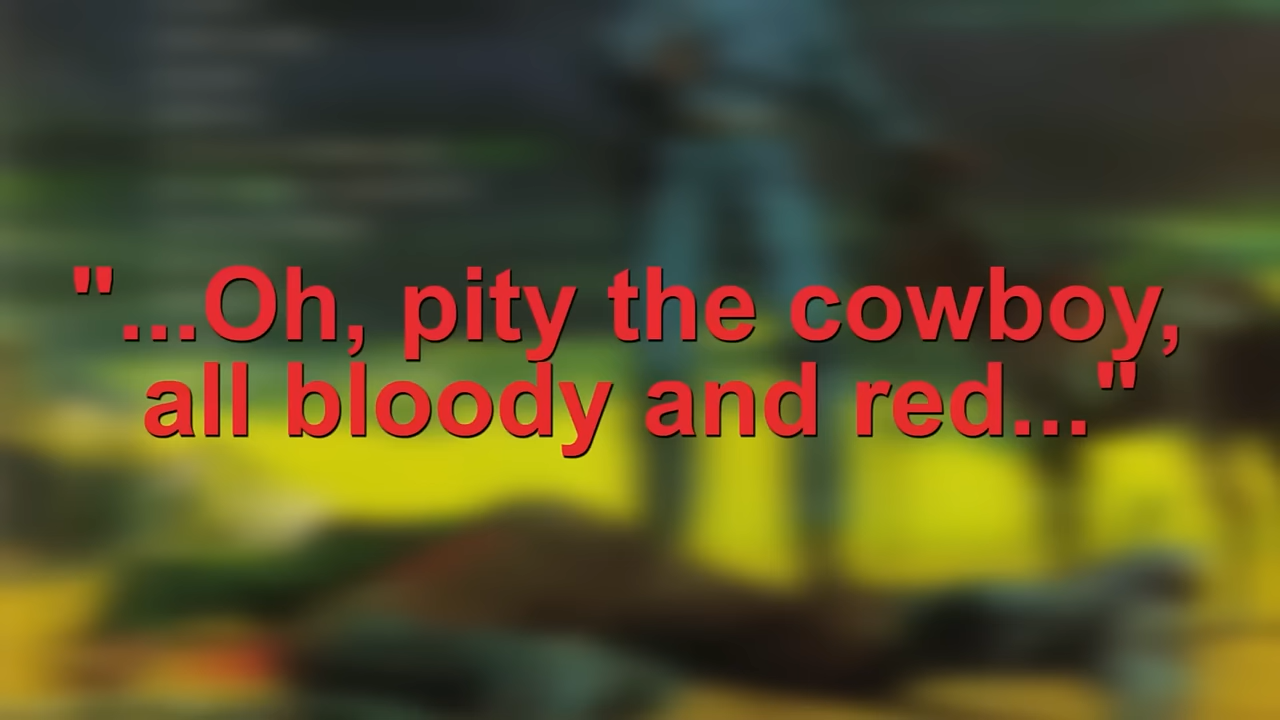 "...Oh, pity the cowboy,
all bloody and red..."